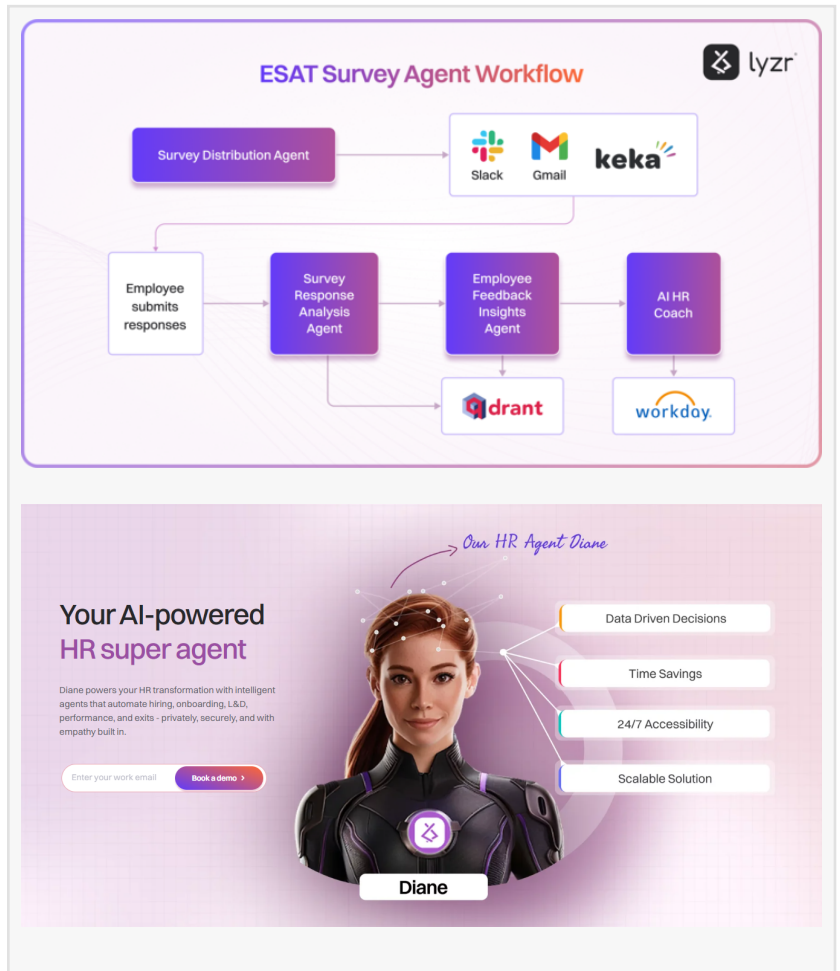 ESAT Survey Agent Workflow
lyzr
Survey Distribution Agent
Slack
Gmail
keka
Employee
submits
responses
Survey
Response
Analysis
Agent
Employee
Feedback
Insights
Agent
AI HR
Coach
qdrant
workday.
Our HR Agent Diane
Your AI-powered
HR super agent
Diane powers your HR transformation with intelligent
agents that automate hiring, onboarding, L&D,
performance, and exits - privately, securely, and with
empathy built in.
Enter your work email
Book a demo >
Data Driven Decisions
Time Savings
24/7 Accessibility
Scalable Solution
Diane